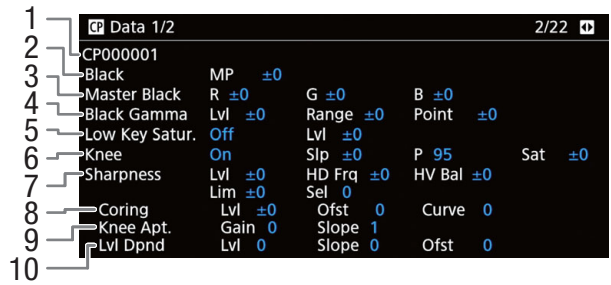 CP Data 1/2 2/22
1 CP000001
2 Black MP ±0
3 Master Black R ±0 G ±0 B ±0
4 Black Gamma Lvl ±0 Range ±0 Point ±0
5 Low Key Satur. Off Lvl ±0
6 Knee On Slp ±0 P 95 Sat ±0
7 Sharpness Lvl ±0 HD Frq ±0 HV Bal ±0
Lim ±0 Sel 0
8 Coring Lvl ±0 Ofst 0 Curve 0
9 Knee Apt. Gain 0 Slope 1
10 Lvl Dpnd Lvl 0 Slope 0 Ofst 0